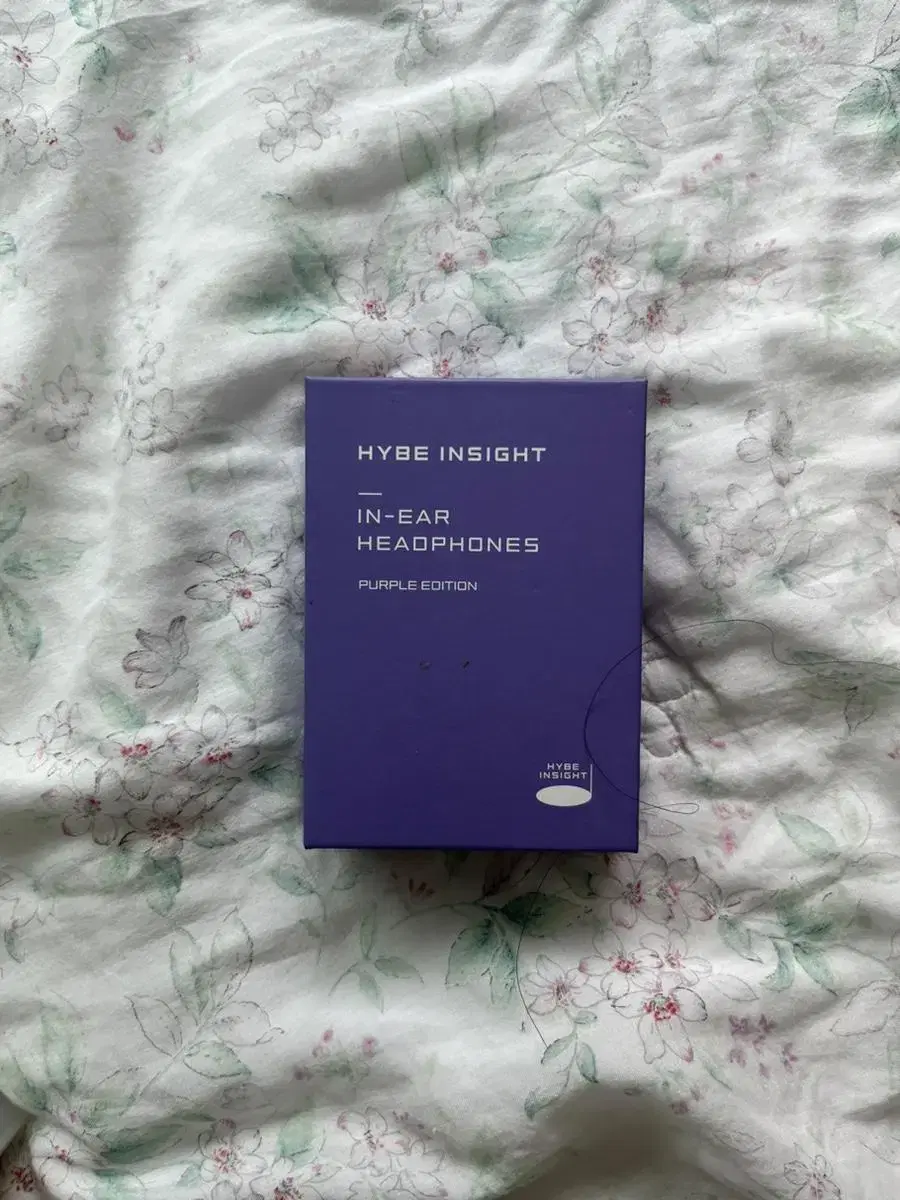 HYBE INSIGHT
IN-EAR
HEADPHONES
PURPLE EDITION
HYBE
INSIGHT